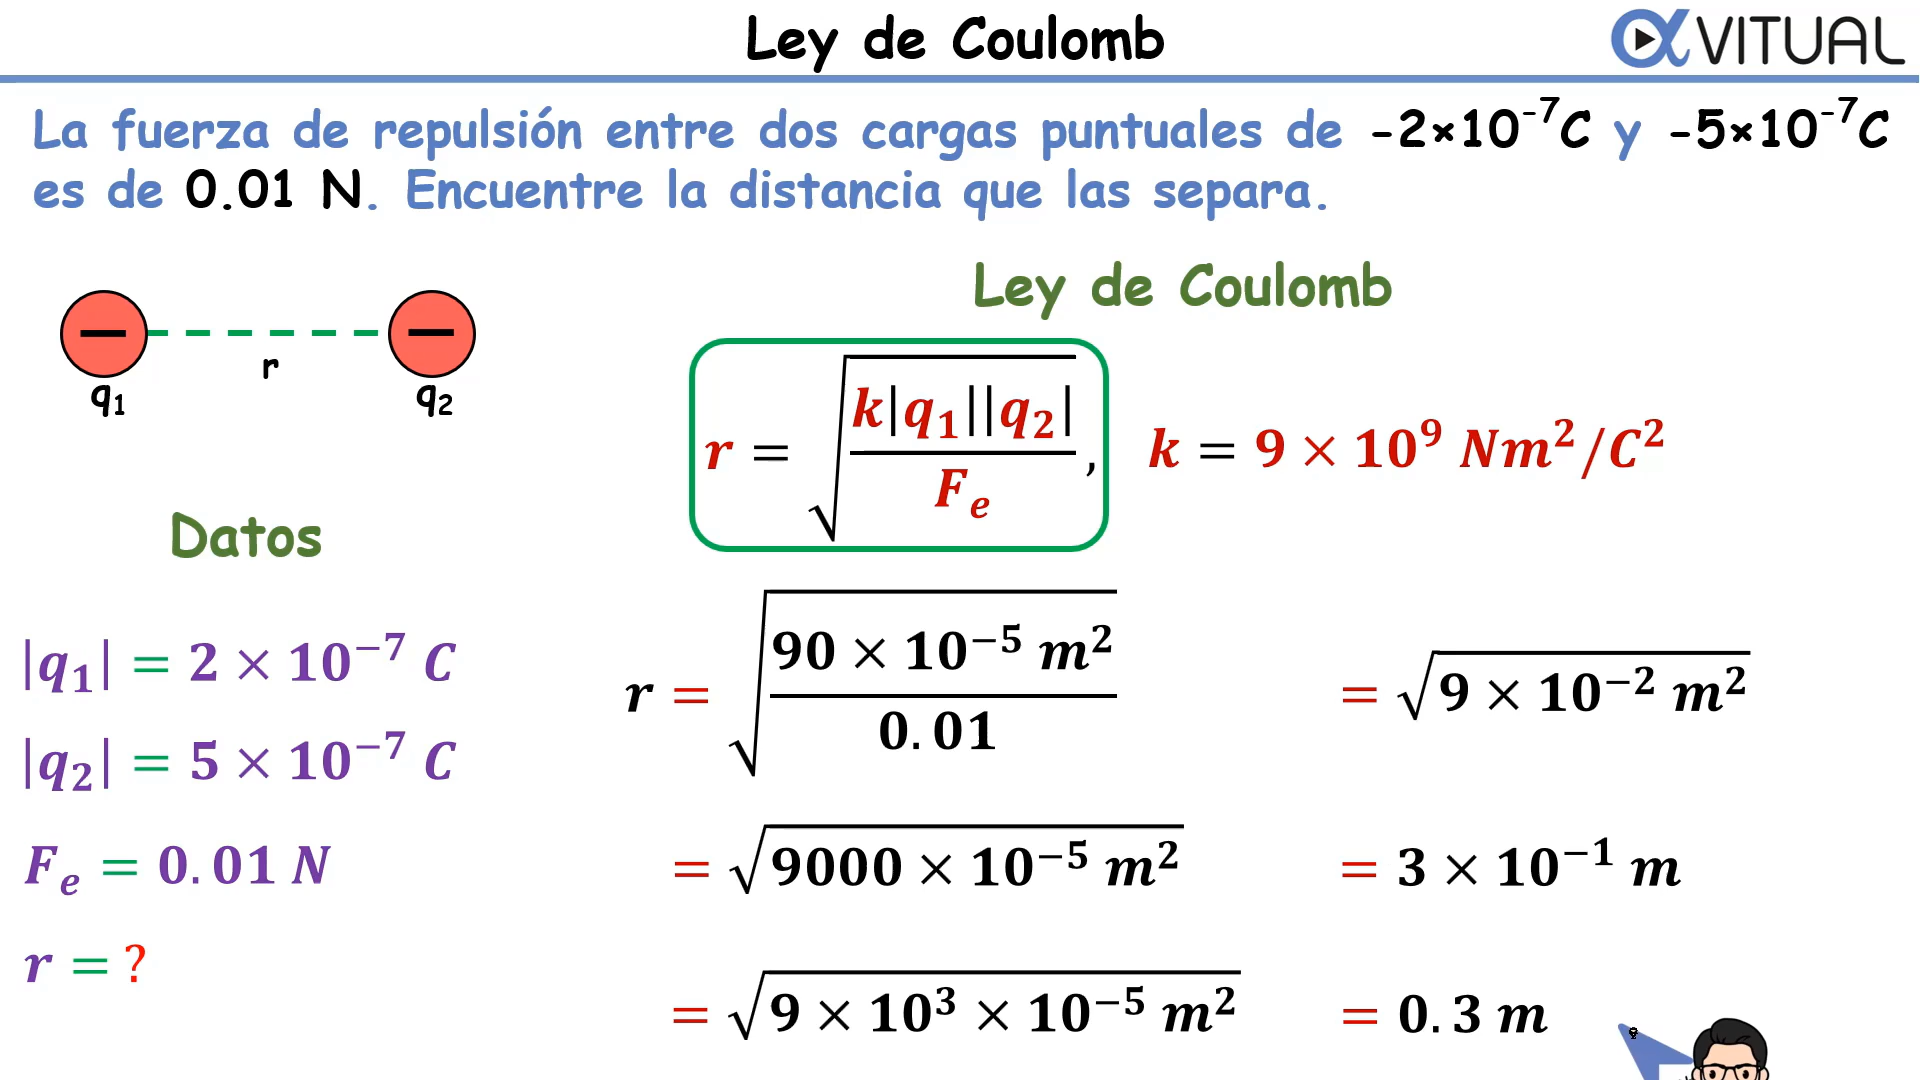 Ley de Coulomb
VITUAL
La fuerza de repulsión entre dos cargas puntuales de -2×10⁻⁷C y -5×10⁻⁷C
es de 0.01 N. Encuentre la distancia que las separa.
− −
r
q₁ q₂
Ley de Coulomb
r = √(k|q₁||q₂| / Fₑ) , k = 9 × 10⁹ Nm²/C²
Datos
|q₁| = 2 × 10⁻⁷ C
|q₂| = 5 × 10⁻⁷ C
Fₑ = 0.01 N
r = ?
r = √(90 × 10⁻⁵ m² / 0.01)
= √(9000 × 10⁻⁵ m²)
= √(9 × 10³ × 10⁻⁵ m²)
= √(9 × 10⁻² m²)
= 3 × 10⁻¹ m
= 0.3 m